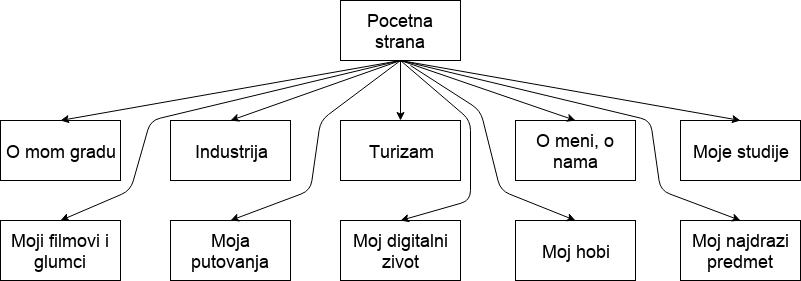 Pocetna
strana
O mom gradu
Industrija
Turizam
O meni, o
nama
Moje studije
Moji filmovi i
glumci
Moja
putovanja
Moj digitalni
zivot
Moj hobi
Moj najdrazi
predmet